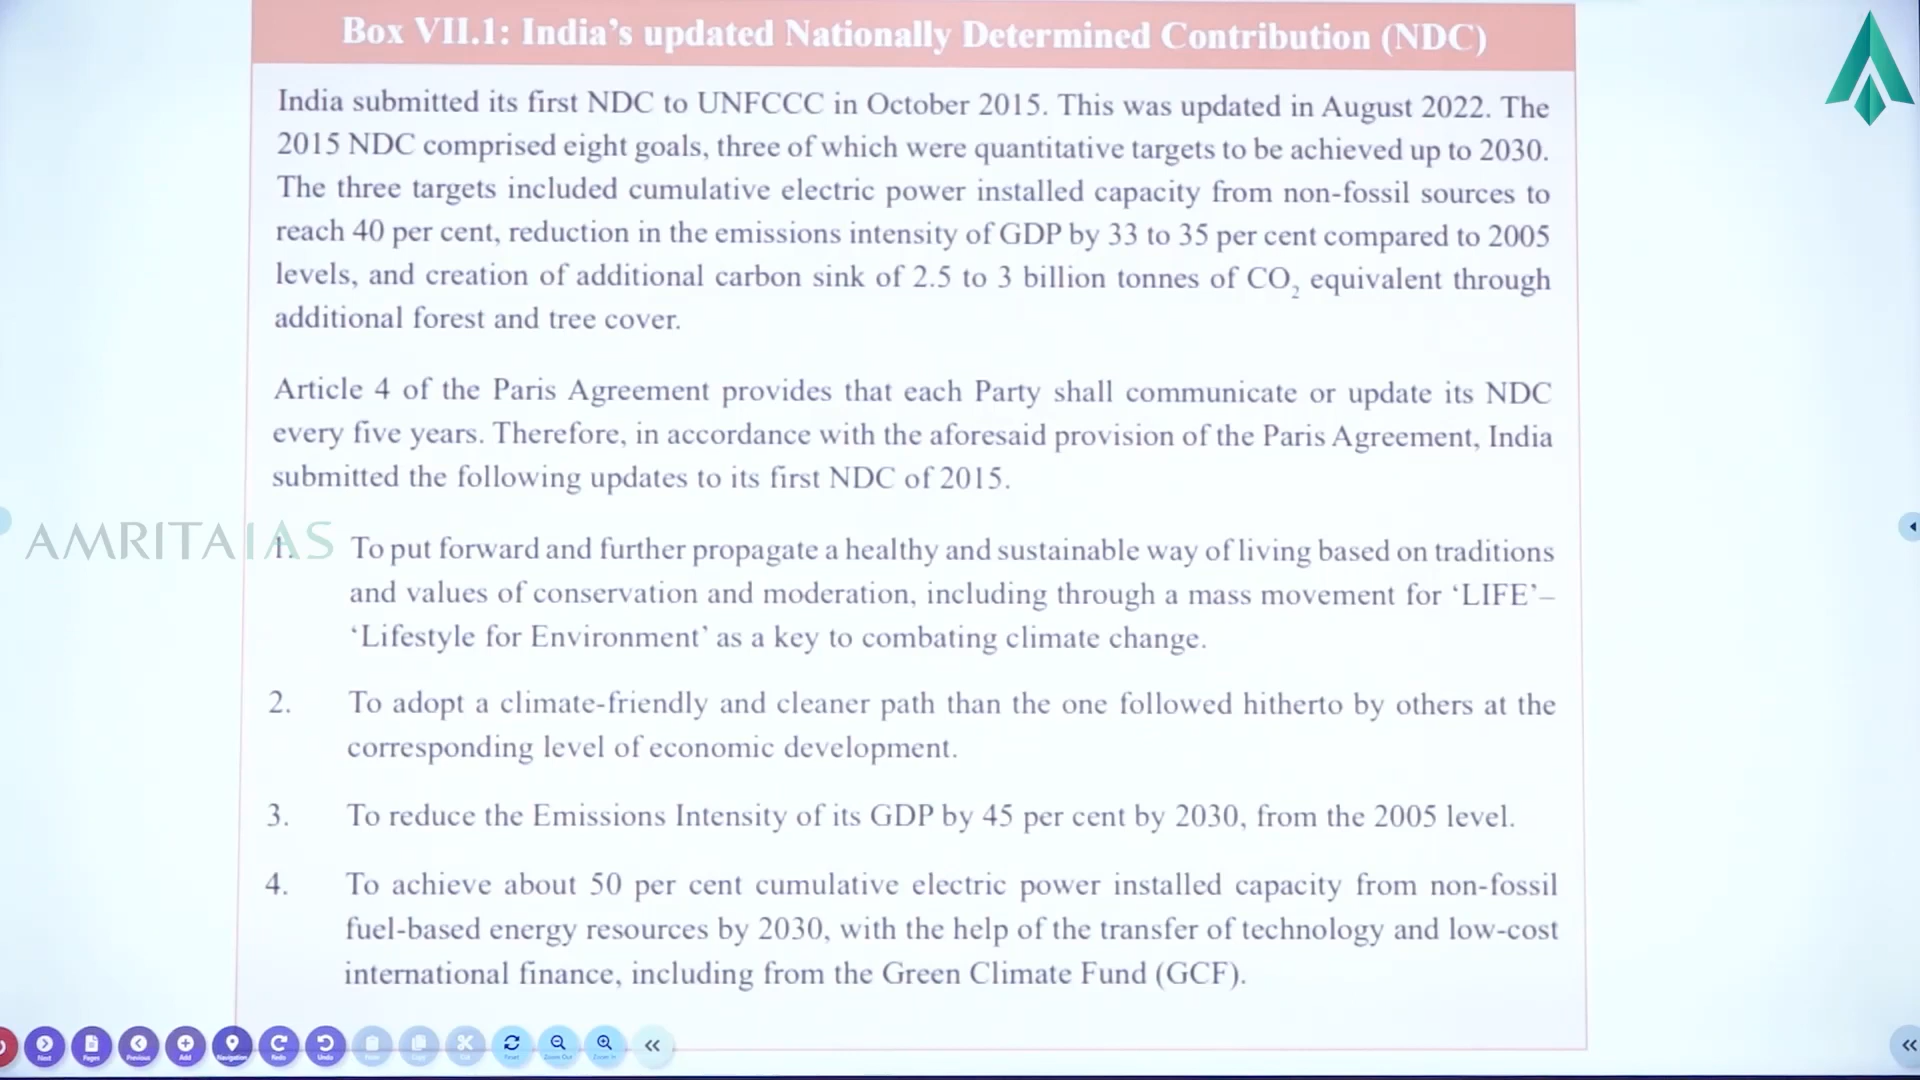 Box VII.1: India's updated Nationally Determined Contribution (NDC)
India submitted its first NDC to UNFCCC in October 2015. This was updated in August 2022. The
2015 NDC comprised eight goals, three of which were quantitative targets to be achieved up to 2030.
The three targets included cumulative electric power installed capacity from non-fossil sources to
reach 40 per cent, reduction in the emissions intensity of GDP by 33 to 35 per cent compared to 2005
levels, and creation of additional carbon sink of 2.5 to 3 billion tonnes of CO₂ equivalent through
additional forest and tree cover.
Article 4 of the Paris Agreement provides that each Party shall communicate or update its NDC
every five years. Therefore, in accordance with the aforesaid provision of the Paris Agreement, India
submitted the following updates to its first NDC of 2015.
AMRITA IAS
1. To put forward and further propagate a healthy and sustainable way of living based on traditions
and values of conservation and moderation, including through a mass movement for ‘LIFE’–
‘Lifestyle for Environment’ as a key to combating climate change.
2. To adopt a climate-friendly and cleaner path than the one followed hitherto by others at the
corresponding level of economic development.
3. To reduce the Emissions Intensity of its GDP by 45 per cent by 2030, from the 2005 level.
4. To achieve about 50 per cent cumulative electric power installed capacity from non-fossil
fuel-based energy resources by 2030, with the help of the transfer of technology and low-cost
international finance, including from the Green Climate Fund (GCF).
Next Pages Previous Add Navigation Redo Undo Reset Zoom Out Zoom In